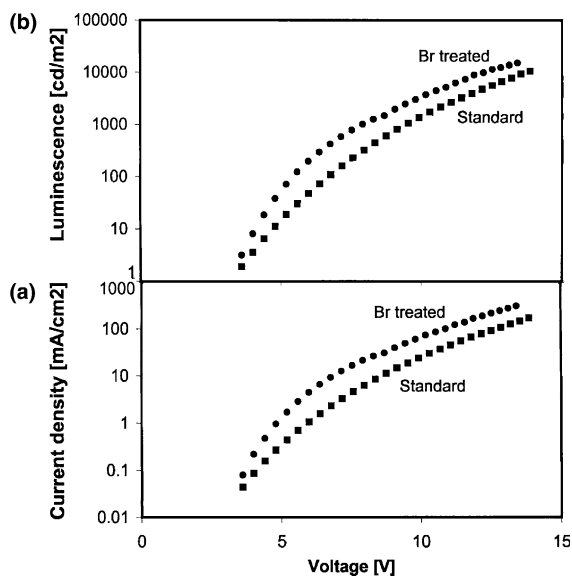 (b)
Luminescence [cd/m2]
100000
10000
1000
100
10
1
Br treated
Standard
(a)
Current density [mA/cm2]
1000
100
10
1
0.1
0.01
Br treated
Standard
0 5 10 15
Voltage [V]